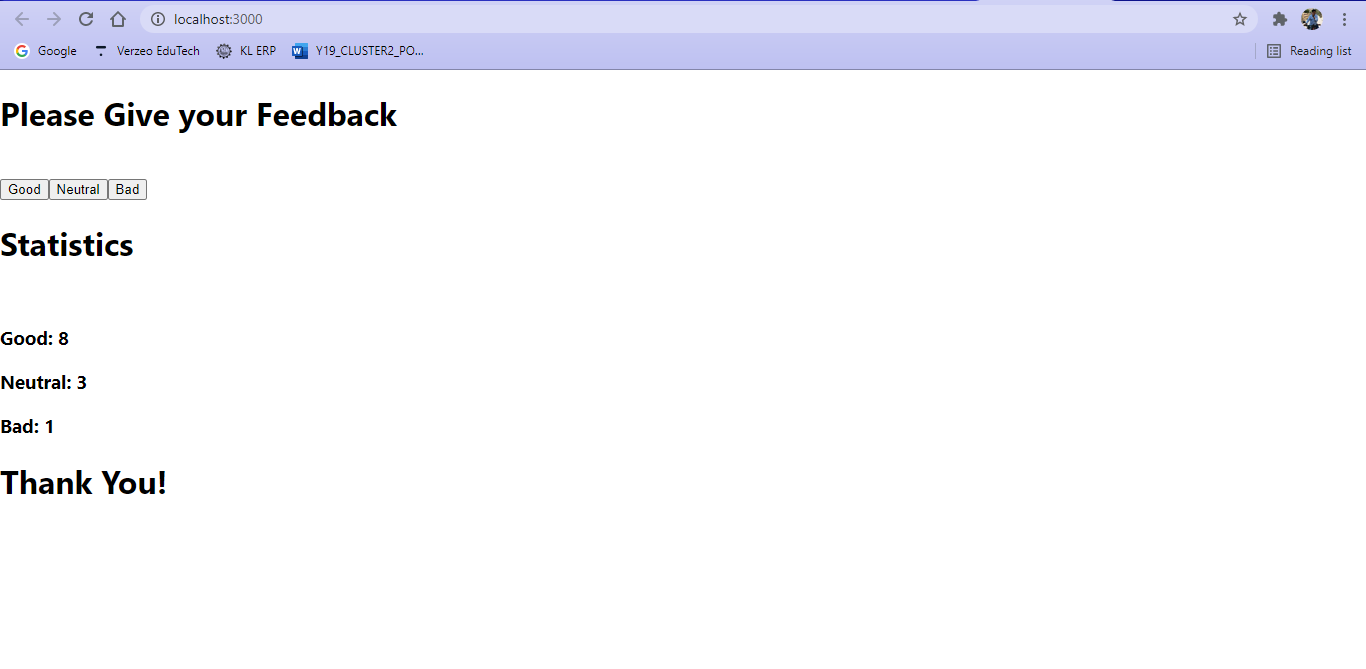 localhost:3000
Google Verzeo EduTech KL ERP Y19_CLUSTER2_PO... Reading list
Please Give your Feedback
Good Neutral Bad
Statistics
Good: 8
Neutral: 3
Bad: 1
Thank You!